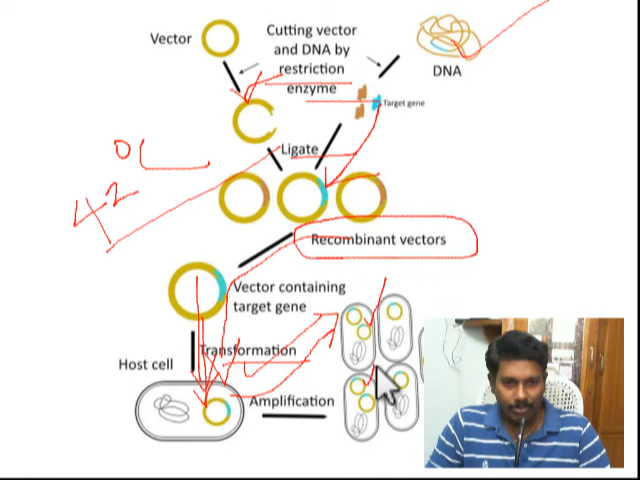 Vector
Cutting vector
and DNA by
restriction
enzyme
DNA
Target gene
Ligate
42 °C
Recombinant vectors
Vector containing
target gene
Transformation
Host cell
Amplification